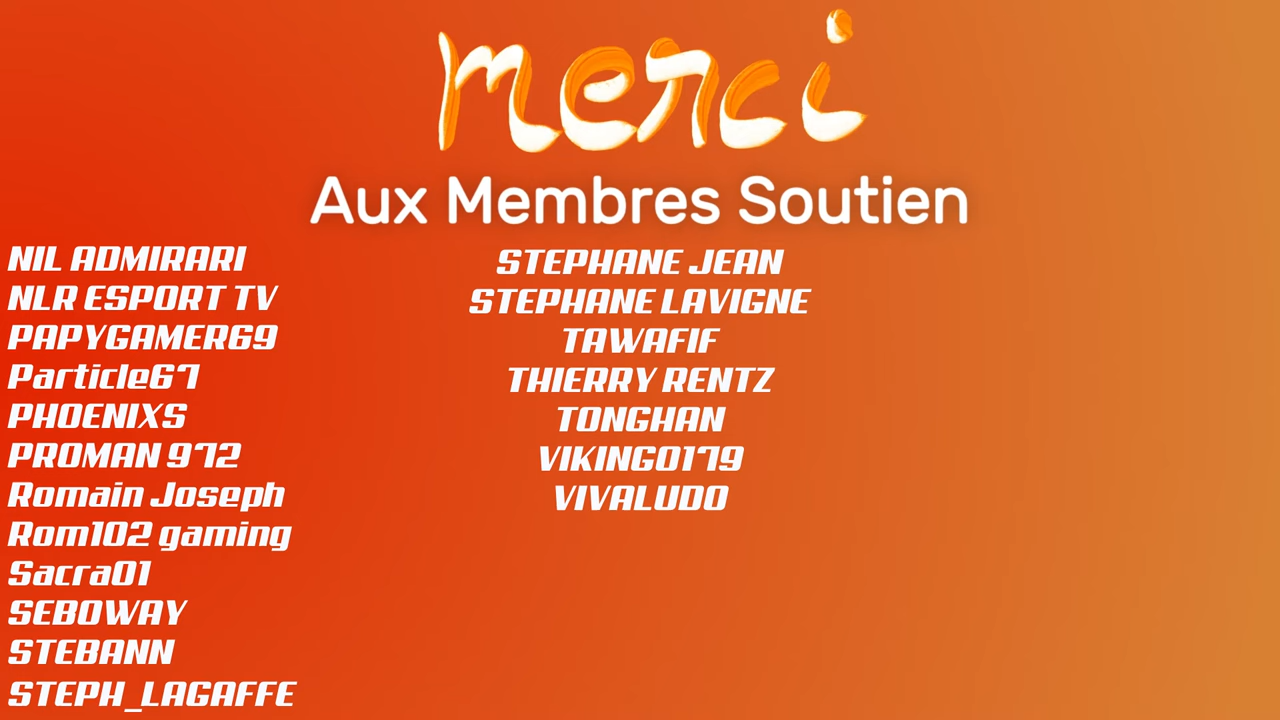 merci
Aux Membres Soutien
NIL ADMIRARI
NLR ESPORT TV
PAPYGAMER69
Particle67
PHOENIXS
PROMAN 972
Romain Joseph
Rom102 gaming
Sacra01
SEBOWAY
STEBANN
STEPH_LAGAFFE
STEPHANE JEAN
STEPHANE LAVIGNE
TAWAFIF
THIERRY RENTZ
TONGHAN
VIKING0179
VIVALUDO